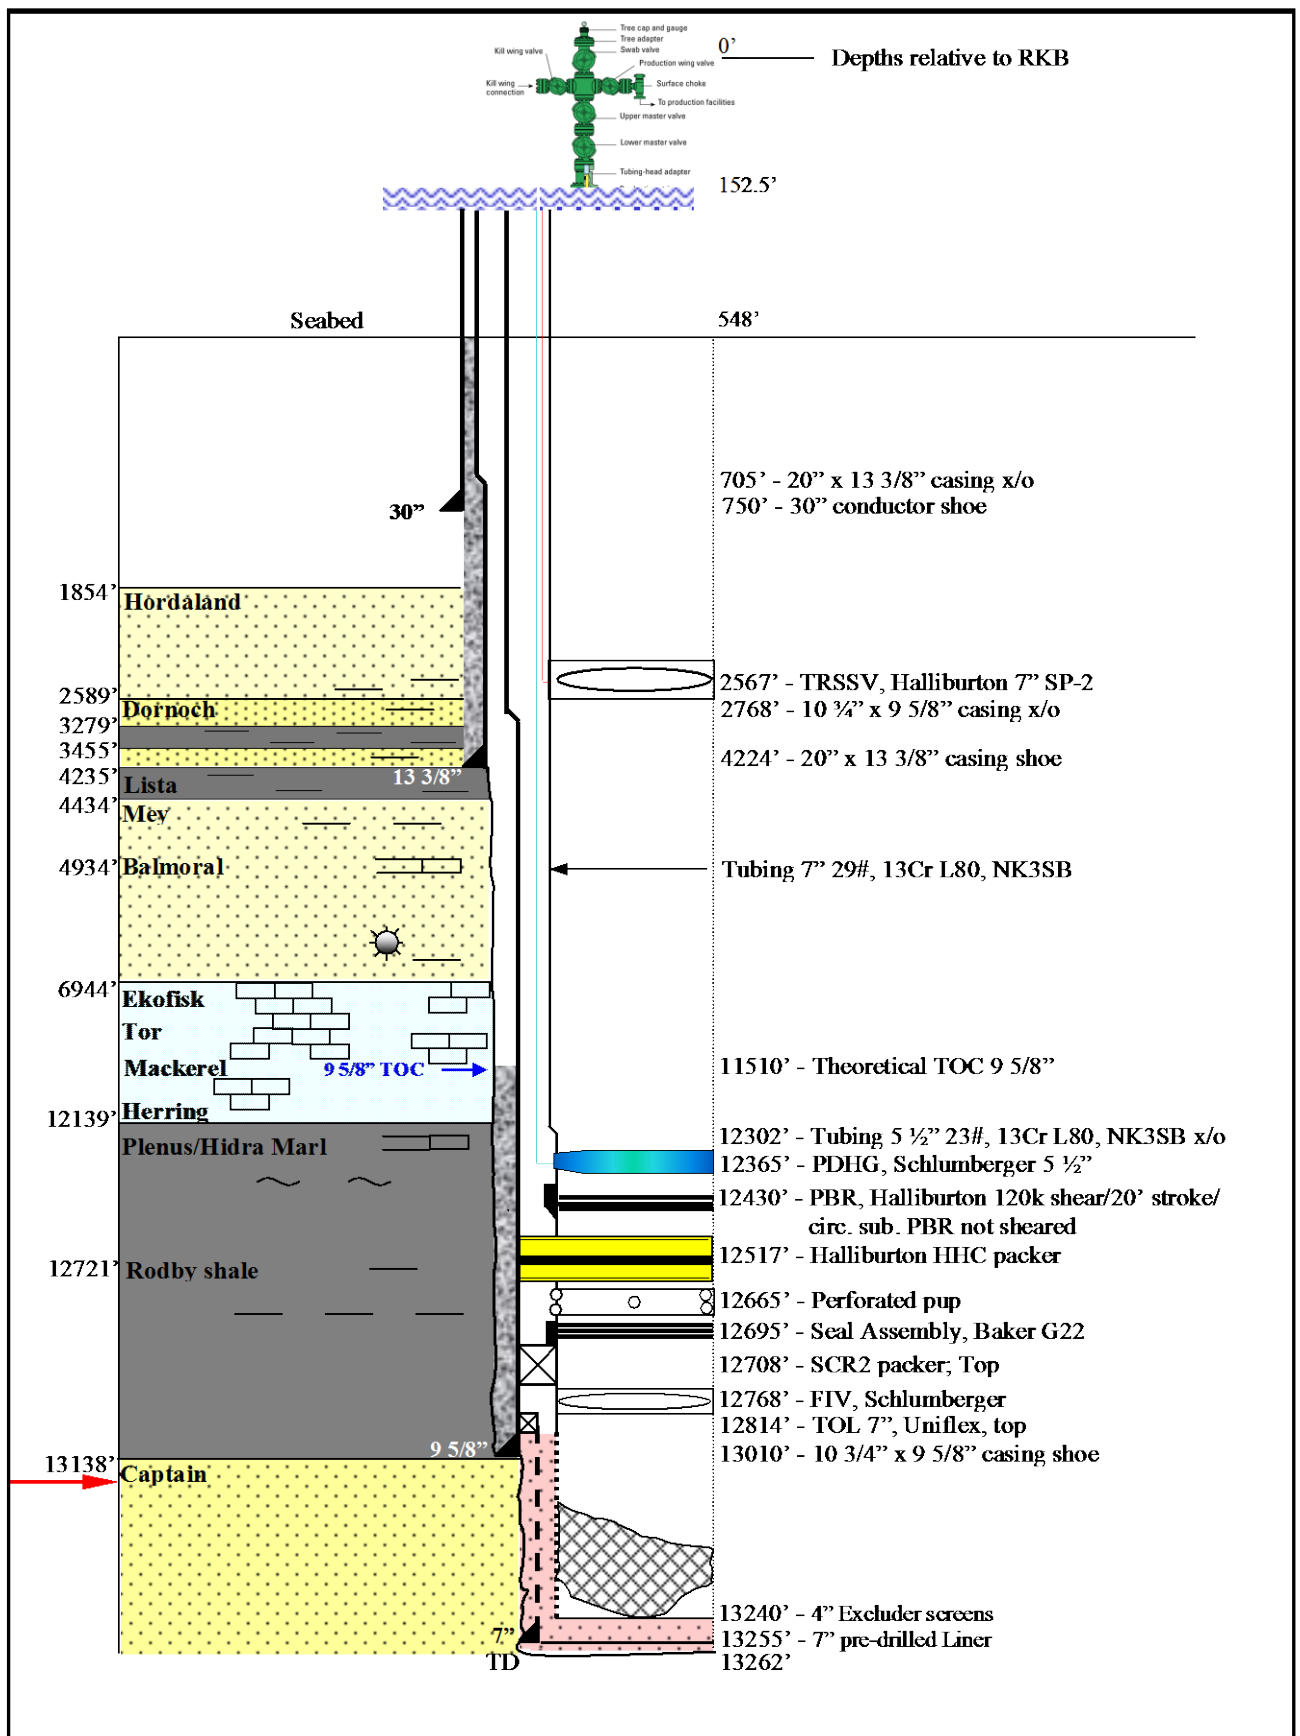 Tree cap and gauge
Tree adapter
Swab valve
Kill wing valve
Production wing valve
Kill wing
connection
Surface choke
To production facilities
Upper master valve
Lower master valve
Tubing-head adapter
0’
Depths relative to RKB
152.5’
Seabed
548’
705’ - 20” x 13 3/8” casing x/o
750’ - 30” conductor shoe
30”
1854’
Hordaland
2589’
Dornoch
3279’
3455’
4235’
13 3/8”
Lista
4434’
Mey
4934’
Balmoral
2567’ - TRSSV, Halliburton 7” SP-2
2768’ - 10 ¾” x 9 5/8” casing x/o
4224’ - 20” x 13 3/8” casing shoe
Tubing 7” 29#, 13Cr L80, NK3SB
6944’
Ekofisk
Tor
Mackerel
9 5/8” TOC
Herring
11510’ - Theoretical TOC 9 5/8”
12139’
Plenus/Hidra Marl
12302’ - Tubing 5 ½” 23#, 13Cr L80, NK3SB x/o
12365’ - PDHG, Schlumberger 5 ½”
12430’ - PBR, Halliburton 120k shear/20’ stroke/
circ. sub. PBR not sheared
12517’ - Halliburton HHC packer
12721’
Rodby shale
12665’ - Perforated pup
12695’ - Seal Assembly, Baker G22
12708’ - SCR2 packer; Top
12768’ - FIV, Schlumberger
12814’ - TOL 7”, Uniflex, top
9 5/8”
13010’ - 10 3/4” x 9 5/8” casing shoe
13138’
Captain
13240’ - 4” Excluder screens
7”
13255’ - 7” pre-drilled Liner
TD
13262’